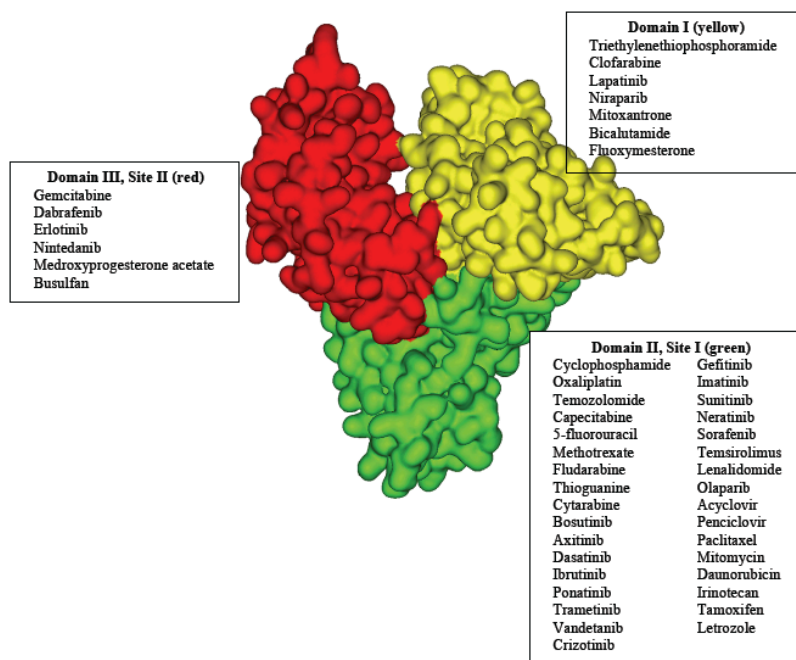 Domain I (yellow)
Triethylenethiophosphoramide
Clofarabine
Lapatinib
Niraparib
Mitoxantrone
Bicalutamide
Fluoxymesterone
Domain III, Site II (red)
Gemcitabine
Dabrafenib
Erlotinib
Nintedanib
Medroxyprogesterone acetate
Busulfan
Domain II, Site I (green)
Cyclophosphamide Gefitinib
Oxaliplatin Imatinib
Temozolomide Sunitinib
Capecitabine Neratinib
5-fluorouracil Sorafenib
Methotrexate Temsirolimus
Fludarabine Lenalidomide
Thioguanine Olaparib
Cytarabine Acyclovir
Bosutinib Penciclovir
Axitinib Paclitaxel
Dasatinib Mitomycin
Ibrutinib Daunorubicin
Ponatinib Irinotecan
Trametinib Tamoxifen
Vandetanib Letrozole
Crizotinib